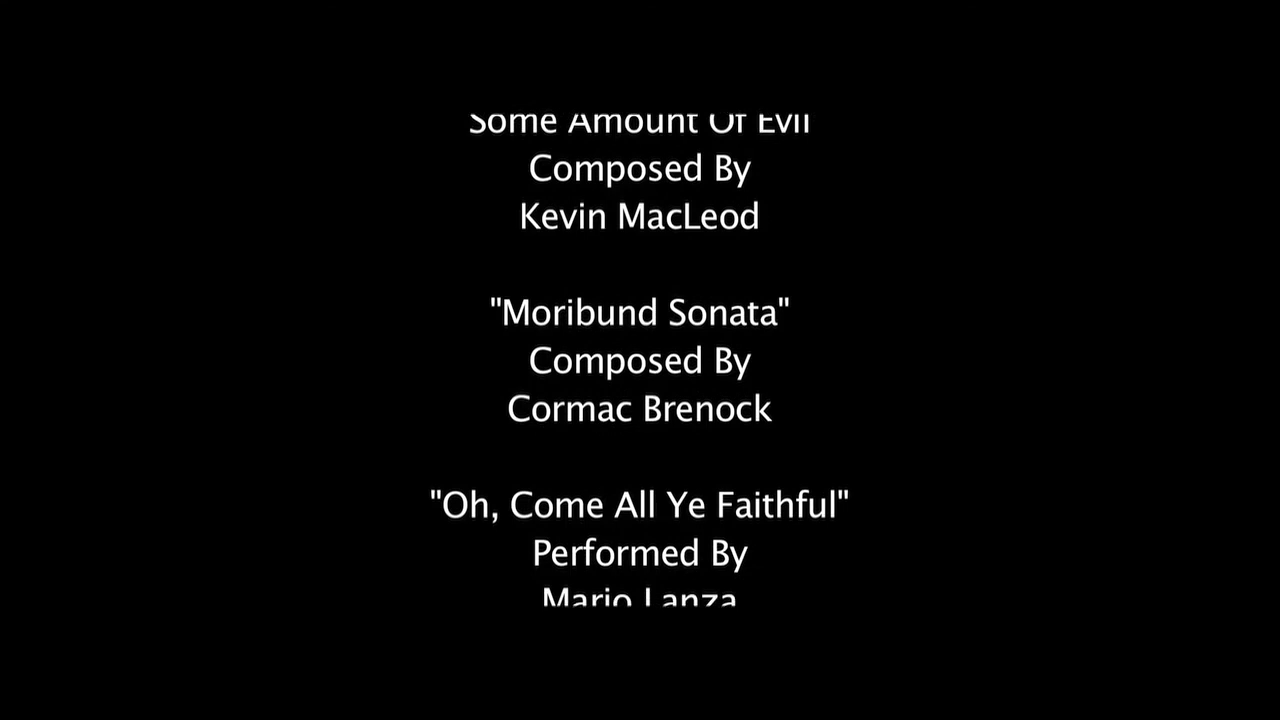 Some Amount Of Evil
Composed By
Kevin MacLeod
"Moribund Sonata"
Composed By
Cormac Brenock
"Oh, Come All Ye Faithful"
Performed By
Mario Lanza